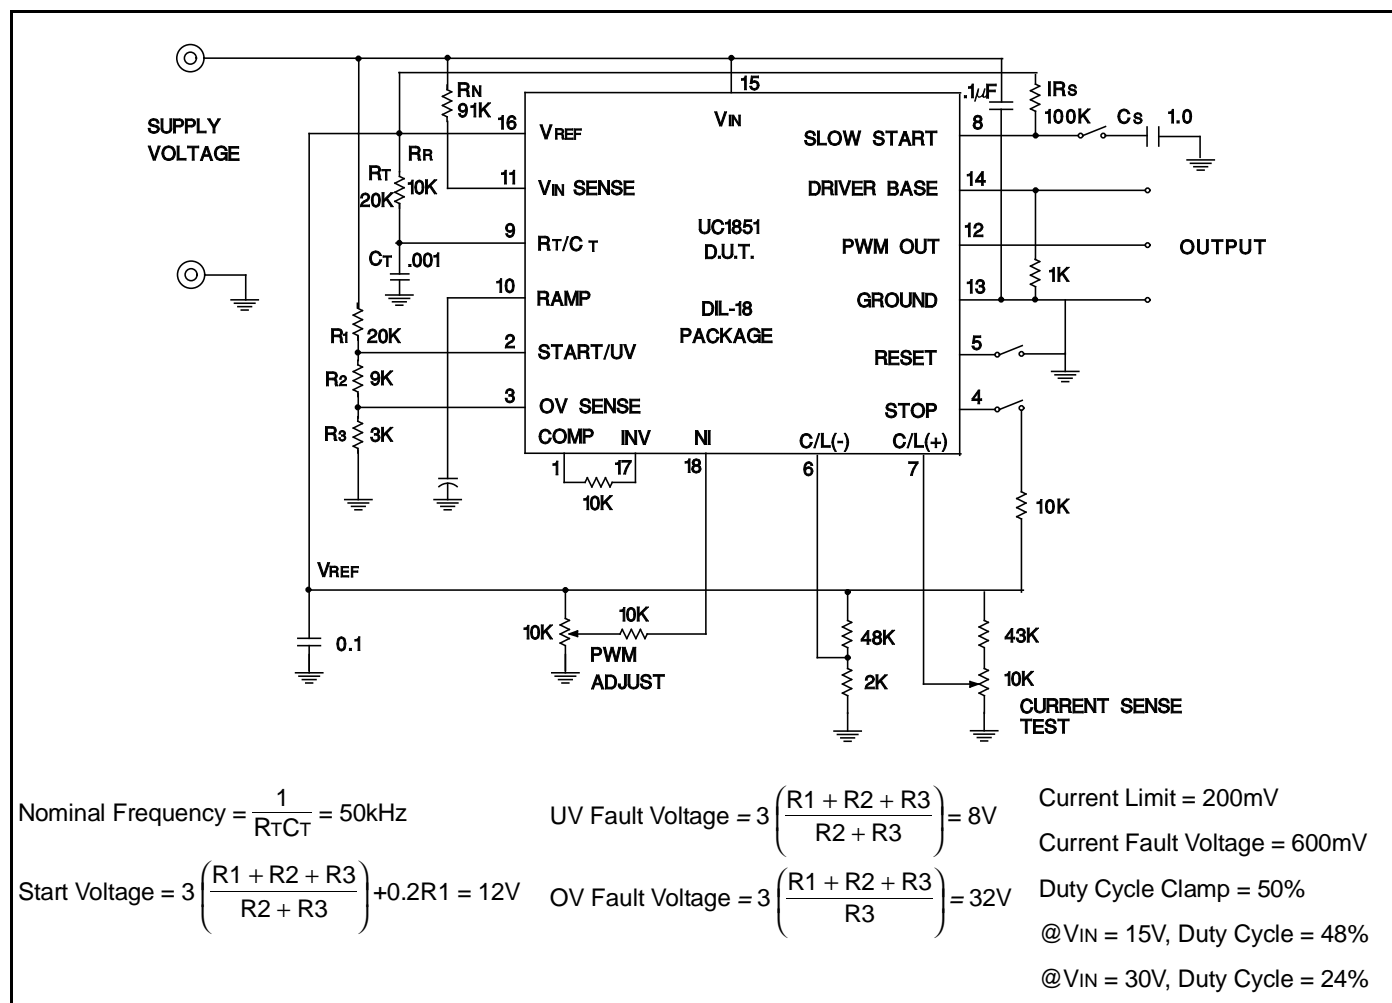 SUPPLY
VOLTAGE
RN
91K
15
.1µF
IRS
100K
CS
1.0
16
VREF
VIN
8
SLOW START
RR
10K
RT
20K
11
VIN SENSE
14
DRIVER BASE
9
RT/CT
UC1851
D.U.T.
12
PWM OUT
OUTPUT
CT
.001
1K
10
RAMP
13
GROUND
DIL-18
PACKAGE
R1
20K
2
START/UV
5
RESET
R2
9K
3
OV SENSE
4
STOP
R3
3K
COMP
INV
NI
C/L(-)
C/L(+)
1
17
18
6
7
10K
10K
VREF
0.1
10K
10K
PWM
ADJUST
48K
2K
43K
10K
CURRENT SENSE
TEST
Nominal Frequency = 1 / RTCT = 50kHz
Start Voltage = 3 (R1 + R2 + R3 / R2 + R3) +0.2R1 = 12V
UV Fault Voltage = 3 (R1 + R2 + R3 / R2 + R3) = 8V
OV Fault Voltage = 3 (R1 + R2 + R3 / R3) = 32V
Current Limit = 200mV
Current Fault Voltage = 600mV
Duty Cycle Clamp = 50%
@VIN = 15V, Duty Cycle = 48%
@VIN = 30V, Duty Cycle = 24%